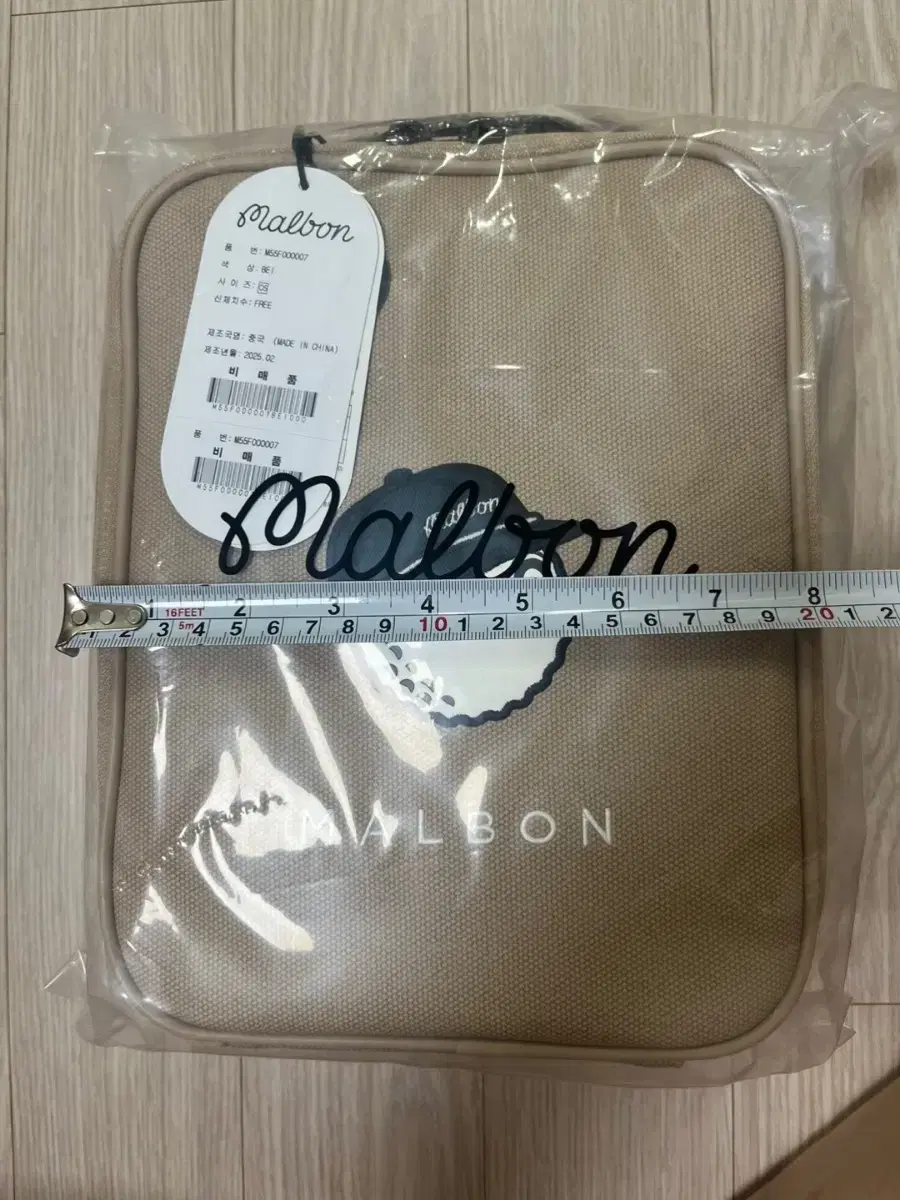 Malbon
품 번: M55F000007
색 상: BEI
사 이 즈: OS
신체치수: FREE
제조국명: 중국 (MADE IN CHINA)
제조년월: 2025.02
비 매 품
M55F000007BEI000
품 번: M55F000007
비 매 품
Malbon
Malbon
1 16FEET 2 3 4 5 6 7 8
1 2 3 5m 4 5 6 7 8 9 10 1 2 3 4 5 6 7 8 9 20 1 2
MALBON